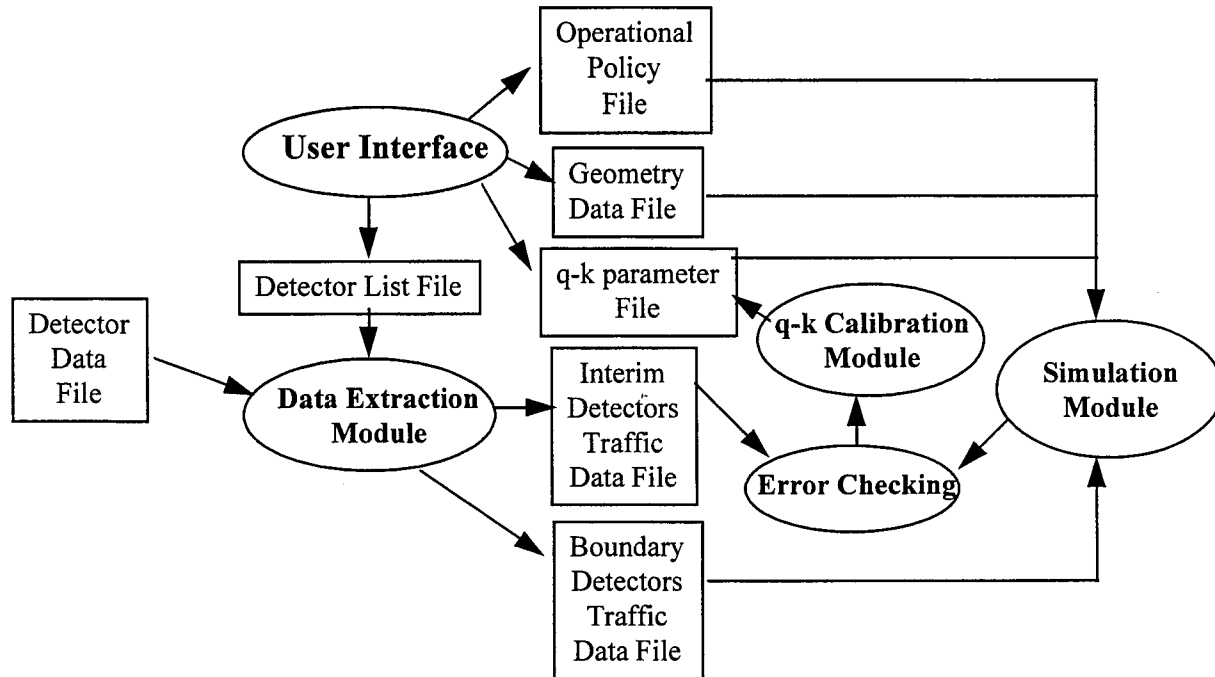 Operational
Policy
File
User Interface
Geometry
Data File
Detector List File
q-k parameter
File
Detector
Data
File
q-k Calibration
Module
Simulation
Module
Data Extraction
Module
Interim
Detectors
Traffic
Data File
Error Checking
Boundary
Detectors
Traffic
Data File